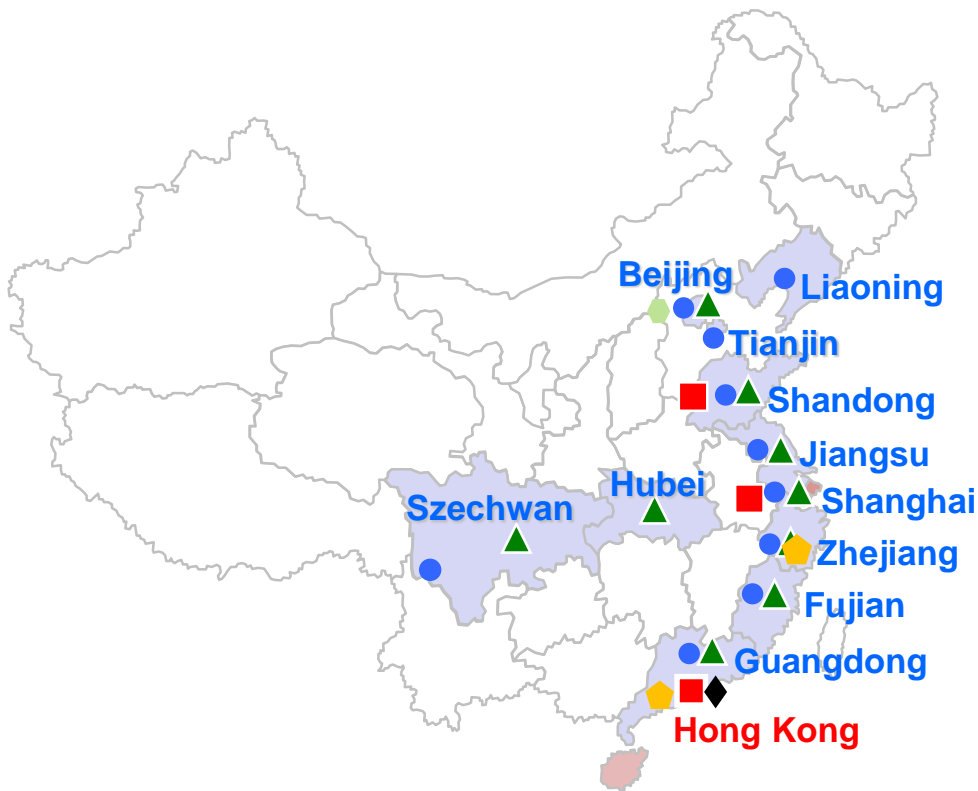 Beijing
Liaoning
Tianjin
Shandong
Jiangsu
Hubei
Shanghai
Szechwan
Zhejiang
Fujian
Guangdong
Hong Kong